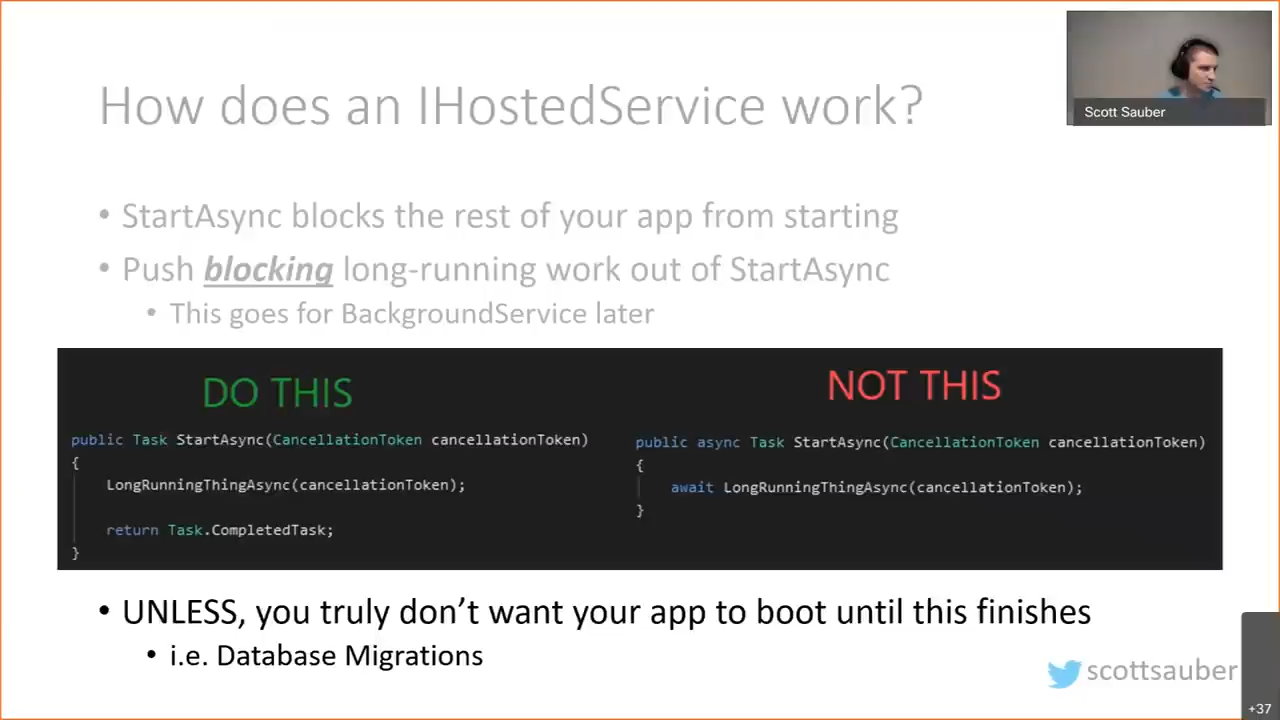 How does an IHostedService work?
Scott Sauber
• StartAsync blocks the rest of your app from starting
• Push blocking long-running work out of StartAsync
• This goes for BackgroundService later
DO THIS
public Task StartAsync(CancellationToken cancellationToken)
{
LongRunningThingAsync(cancellationToken);
return Task.CompletedTask;
}
NOT THIS
public async Task StartAsync(CancellationToken cancellationToken)
{
await LongRunningThingAsync(cancellationToken);
}
• UNLESS, you truly don’t want your app to boot until this finishes
• i.e. Database Migrations
scottsauber
+37